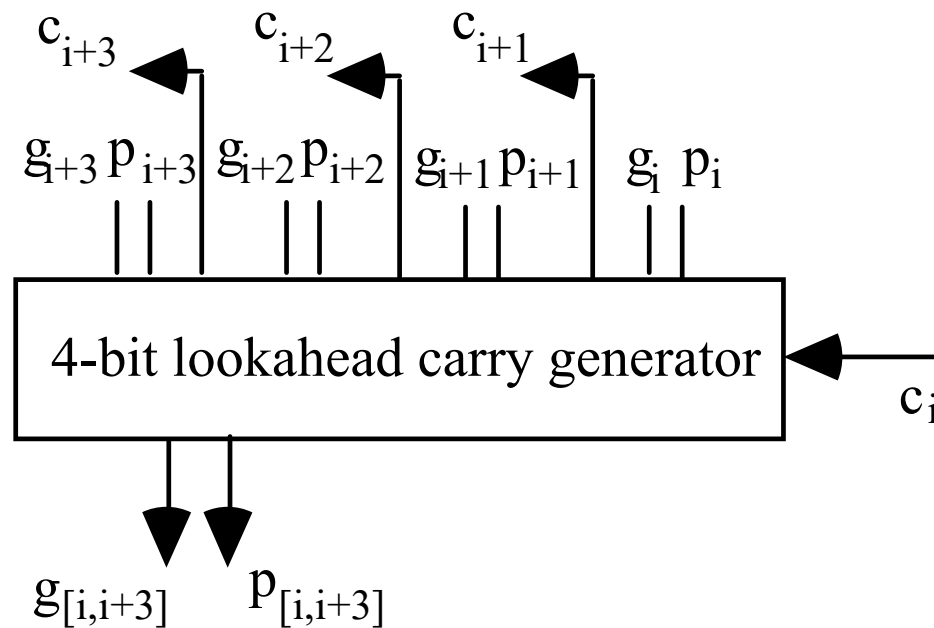 c_{i+3} c_{i+2} c_{i+1}
g_{i+3} p_{i+3} g_{i+2} p_{i+2} g_{i+1} p_{i+1} g_i p_i
4-bit lookahead carry generator
c_i
g_{[i,i+3]} p_{[i,i+3]}